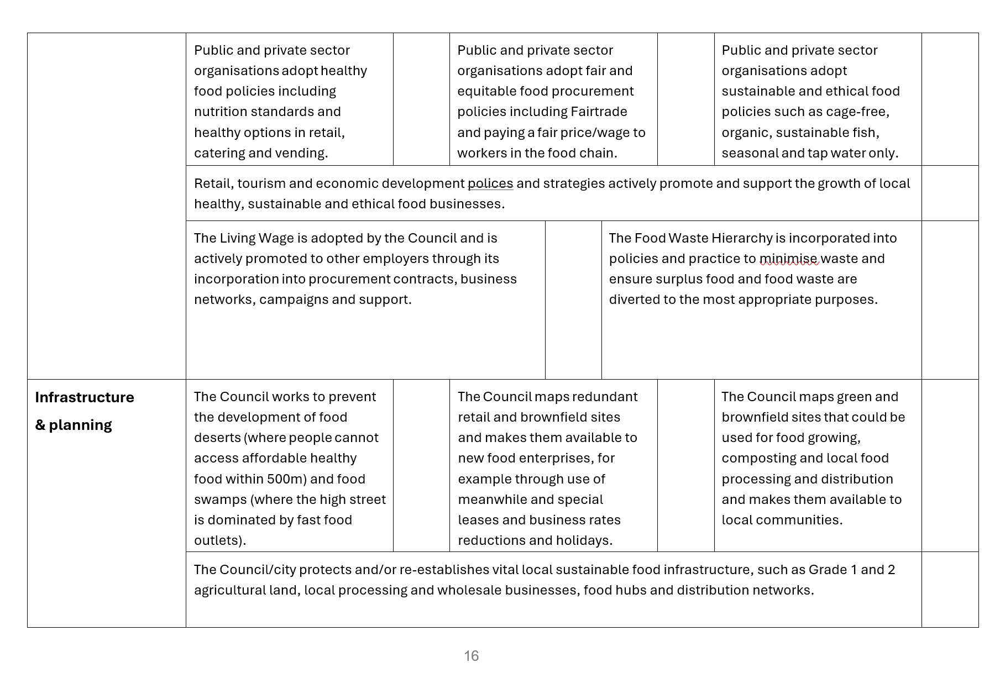 Public and private sector
organisations adopt healthy
food policies including
nutrition standards and
healthy options in retail,
catering and vending.
Public and private sector
organisations adopt fair and
equitable food procurement
policies including Fairtrade
and paying a fair price/wage to
workers in the food chain.
Public and private sector
organisations adopt
sustainable and ethical food
policies such as cage-free,
organic, sustainable fish,
seasonal and tap water only.
Retail, tourism and economic development polices and strategies actively promote and support the growth of local
healthy, sustainable and ethical food businesses.
The Living Wage is adopted by the Council and is
actively promoted to other employers through its
incorporation into procurement contracts, business
networks, campaigns and support.
The Food Waste Hierarchy is incorporated into
policies and practice to minimise waste and
ensure surplus food and food waste are
diverted to the most appropriate purposes.
Infrastructure
& planning
The Council works to prevent
the development of food
deserts (where people cannot
access affordable healthy
food within 500m) and food
swamps (where the high street
is dominated by fast food
outlets).
The Council maps redundant
retail and brownfield sites
and makes them available to
new food enterprises, for
example through use of
meanwhile and special
leases and business rates
reductions and holidays.
The Council maps green and
brownfield sites that could be
used for food growing,
composting and local food
processing and distribution
and makes them available to
local communities.
The Council/city protects and/or re-establishes vital local sustainable food infrastructure, such as Grade 1 and 2
agricultural land, local processing and wholesale businesses, food hubs and distribution networks.
16